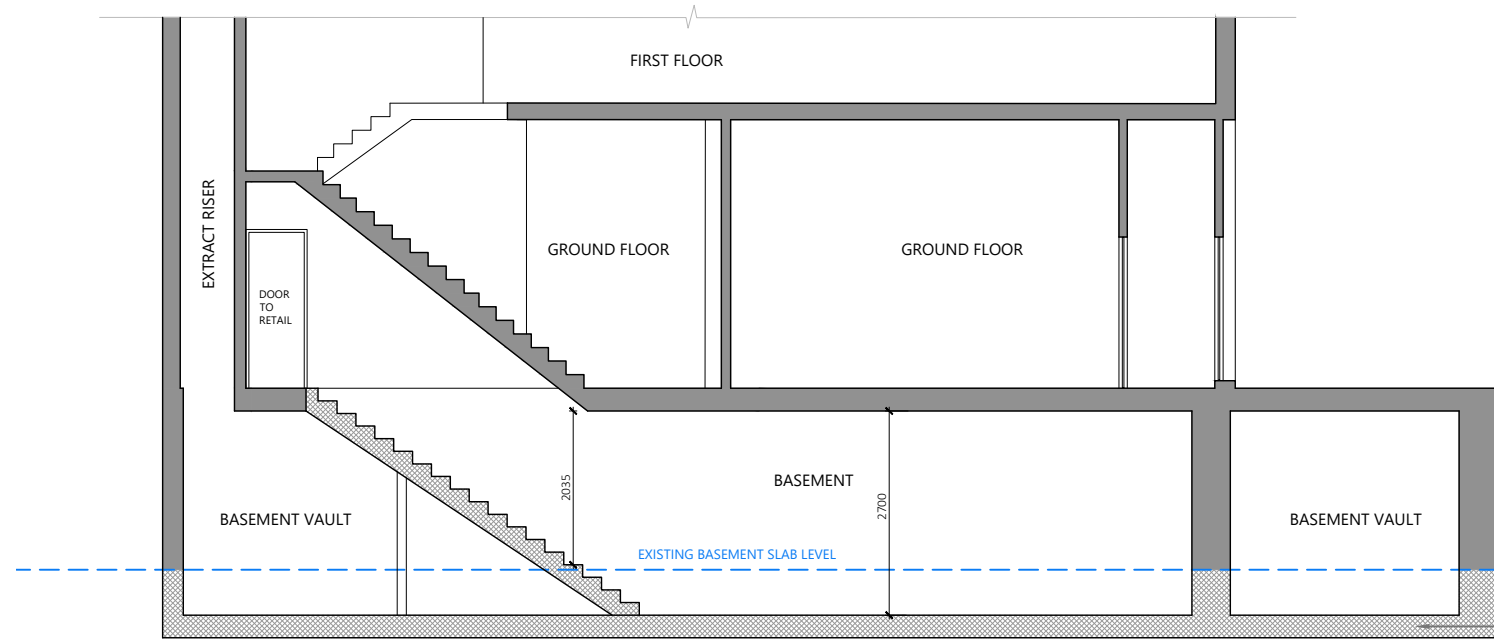 FIRST FLOOR
EXTRACT RISER
GROUND FLOOR
GROUND FLOOR
DOOR
TO
RETAIL
2035
BASEMENT
2700
BASEMENT VAULT
BASEMENT VAULT
EXISTING BASEMENT SLAB LEVEL